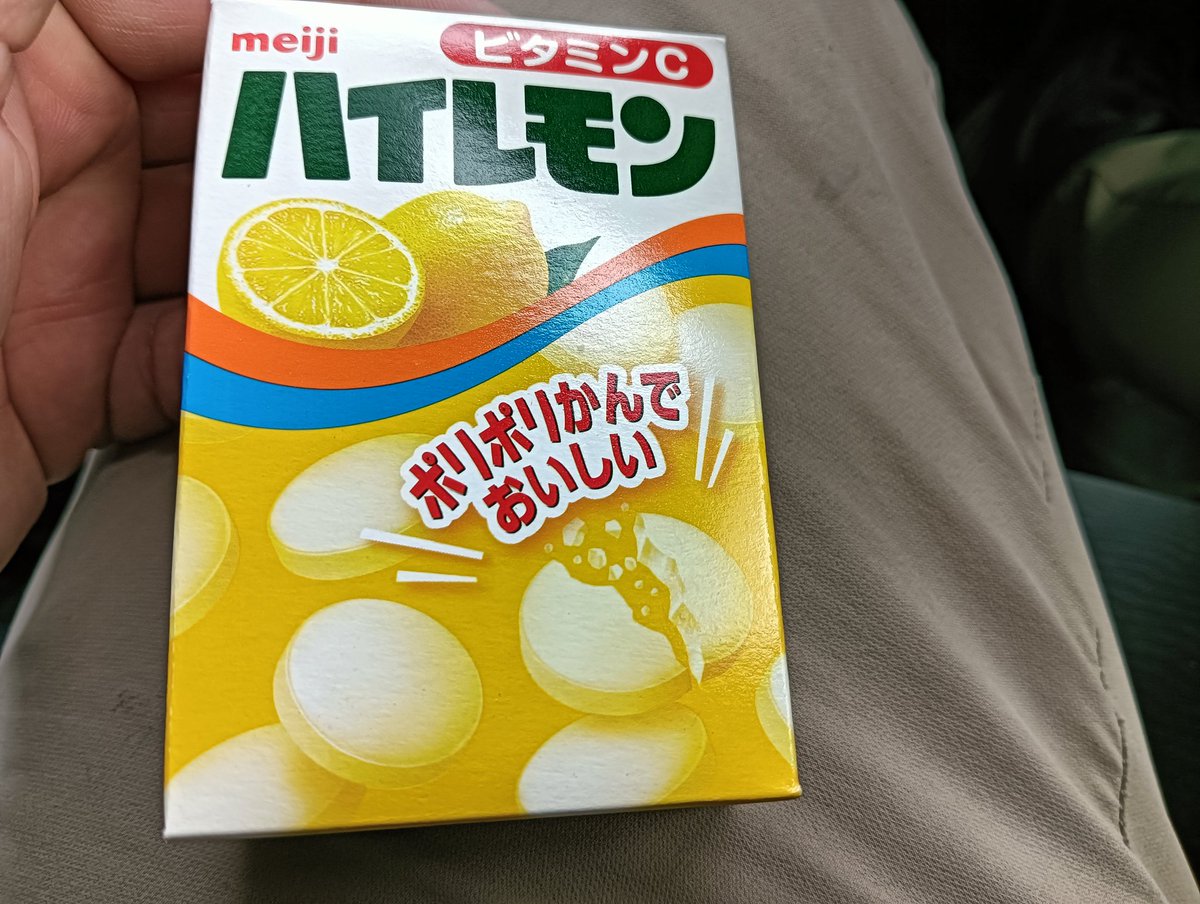 meiji
ビタミンC
ハイレモン
ポリポリかんで
おいしい